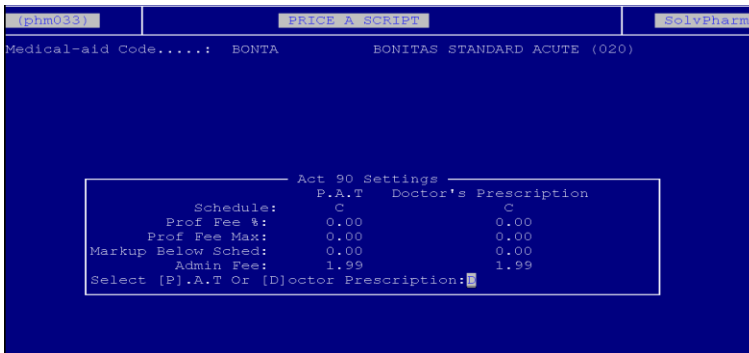 (phm033) PRICE A SCRIPT SolvPharm
Medical-aid Code.....: BONTA BONITAS STANDARD ACUTE (020)
Act 90 Settings
P.A.T Doctor's Prescription
Schedule: C C
Prof Fee %: 0.00 0.00
Prof Fee Max: 0.00 0.00
Markup Below Sched: 0.00 0.00
Admin Fee: 1.99 1.99
Select [P].A.T Or [D]octor Prescription:D